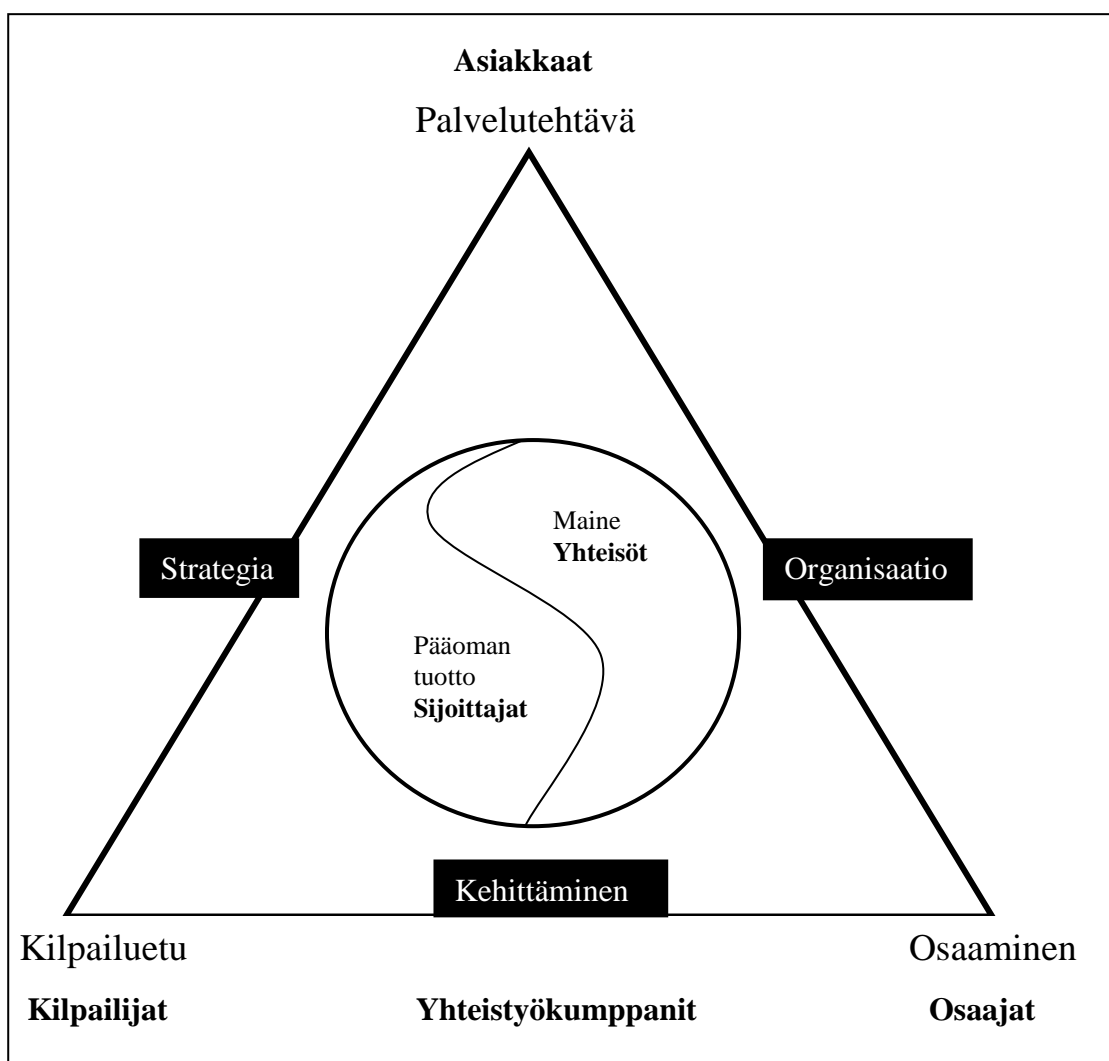 Asiakkaat
Palvelutehtävä
Maine
Yhteisöt
Strategia
Organisaatio
Pääoman
tuotto
Sijoittajat
Kehittäminen
Kilpailuetu
Osaaminen
Kilpailijat
Yhteistyökumppanit
Osaajat